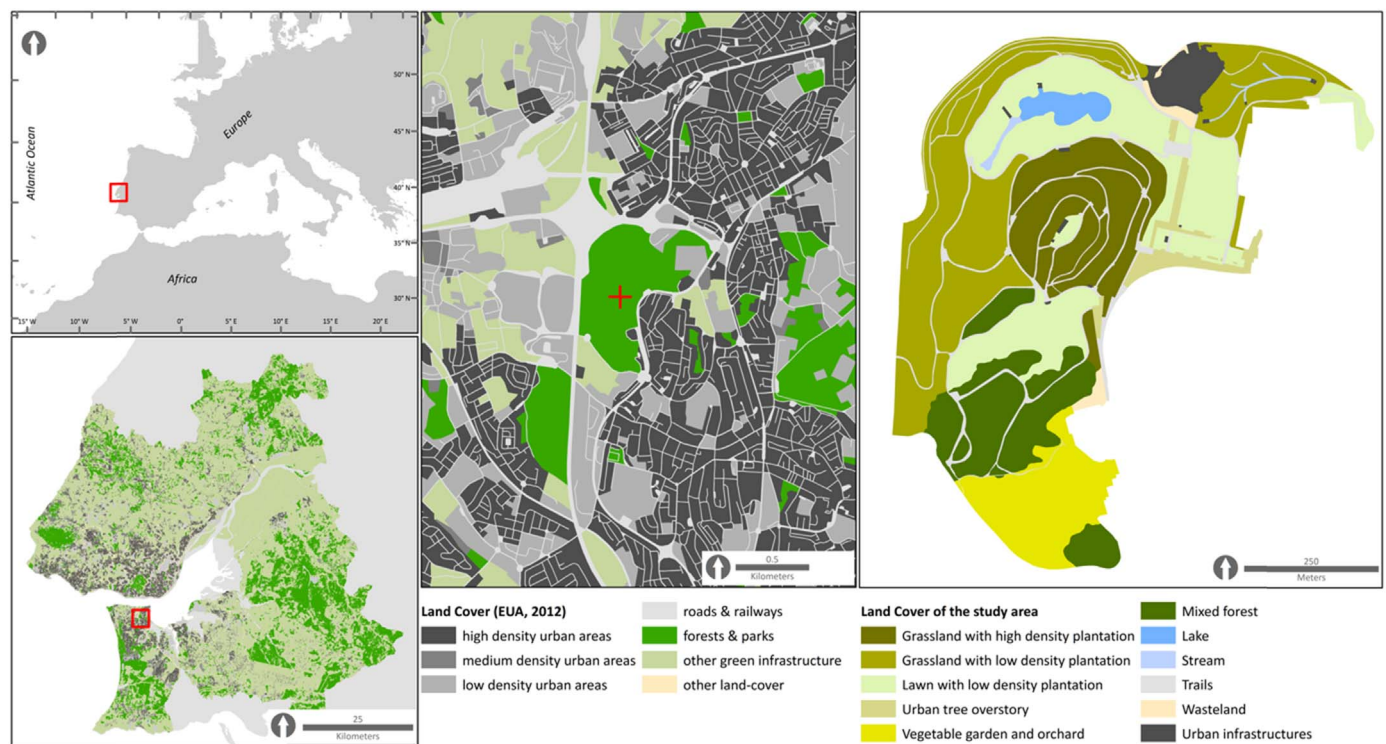 50° N
45° N
40° N
35° N
30° N
15° W
10° W
5° W
0°
5° E
10° E
15° E
20° E
Atlantic Ocean
Europe
Africa
25
Kilometers
0.5
Kilometers
250
Meters
Land Cover (EUA, 2012)
high density urban areas
medium density urban areas
low density urban areas
roads & railways
forests & parks
other green infrastructure
other land-cover
Land Cover of the study area
Grassland with high density plantation
Grassland with low density plantation
Lawn with low density plantation
Urban tree overstory
Vegetable garden and orchard
Mixed forest
Lake
Stream
Trails
Wasteland
Urban infrastructures